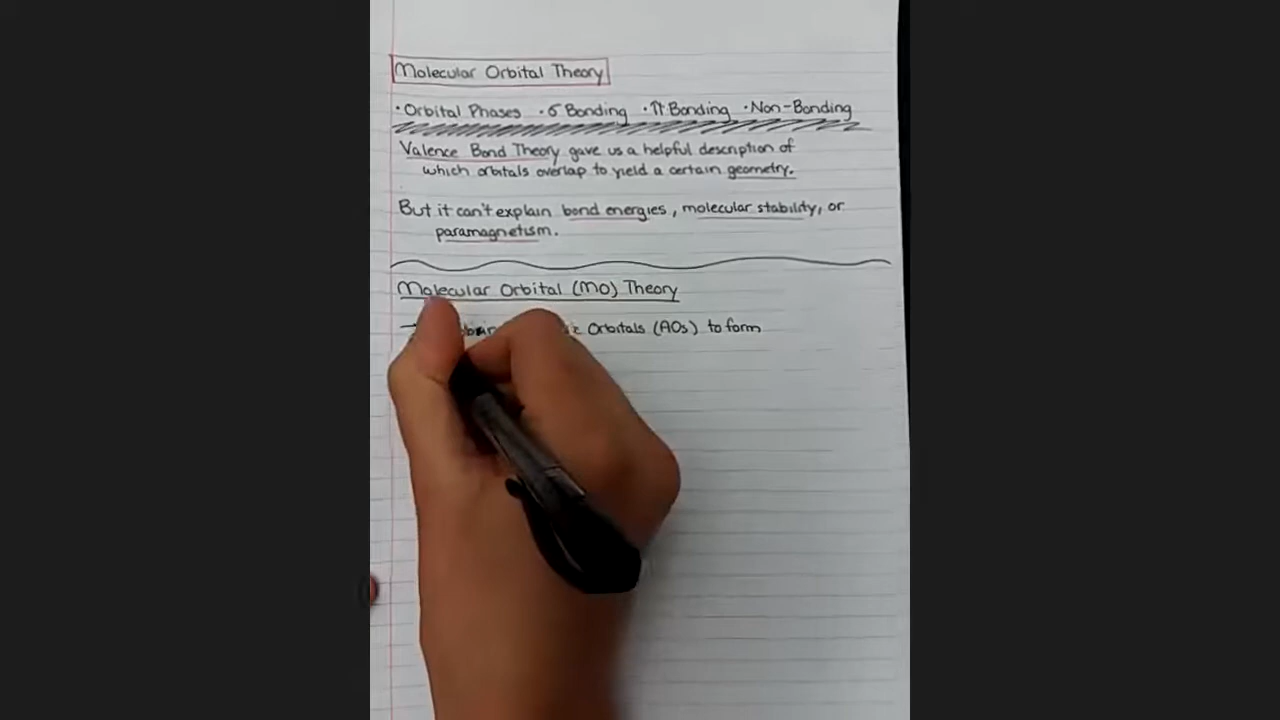 Molecular Orbital Theory
• Orbital Phases • σ Bonding • π Bonding • Non-Bonding
Valence Bond Theory gave us a helpful description of
which orbitals overlap to yield a certain geometry.
But it can't explain bond energies, molecular stability, or
paramagnetism.
Molecular Orbital (MO) Theory
→ Orbitals (AOs) to form